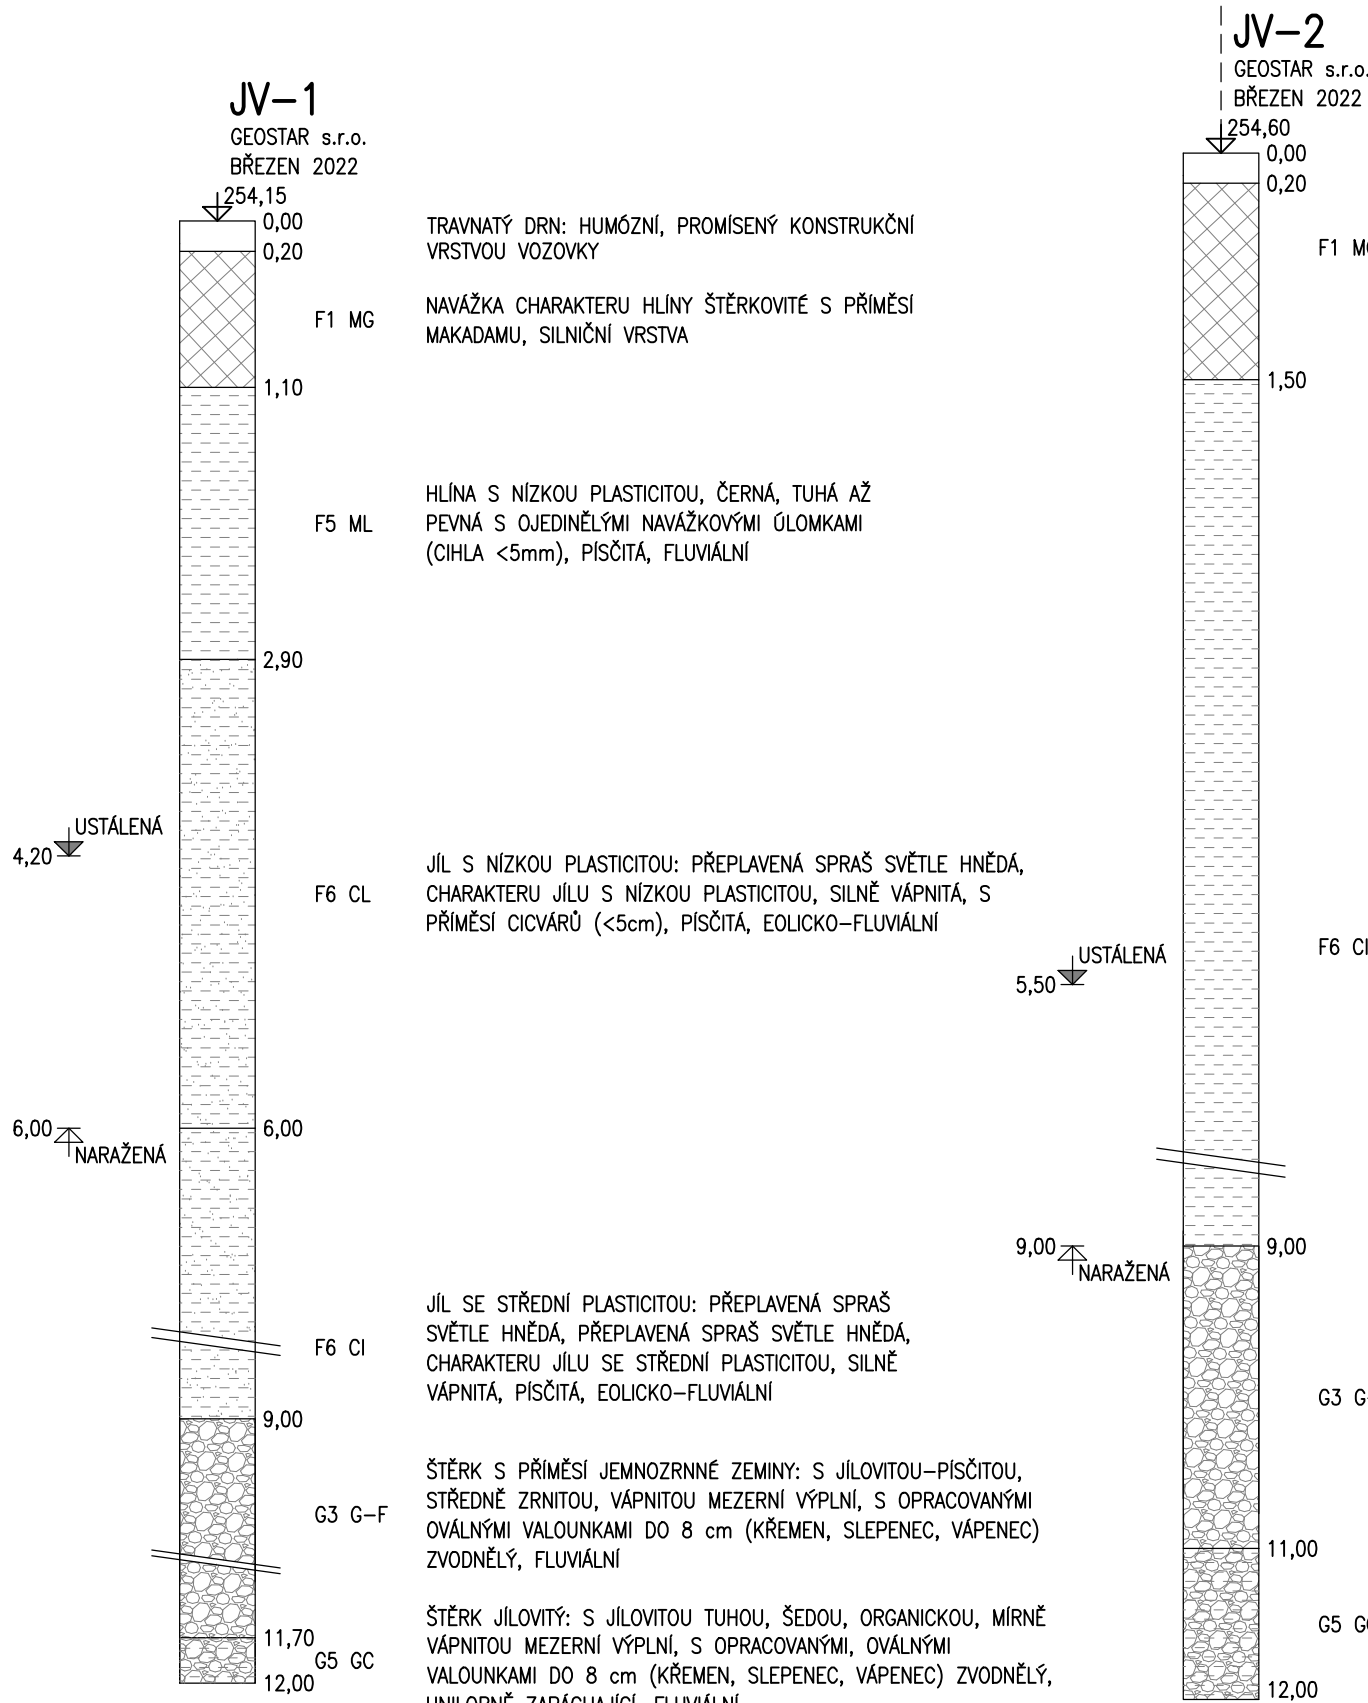 JV-1
GEOSTAR s.r.o.
BŘEZEN 2022
254,15
0,00
0,20
TRAVNATÝ DRN: HUMÓZNÍ, PROMÍSENÝ KONSTRUKČNÍ
VRSTVOU VOZOVKY
F1 MG
NAVÁŽKA CHARAKTERU HLÍNY ŠTĚRKOVITÉ S PŘÍMĚSÍ
MAKADAMU, SILNIČNÍ VRSTVA
1,10
F5 ML
HLÍNA S NÍZKOU PLASTICITOU, ČERNÁ, TUHÁ AŽ
PEVNÁ S OJEDINĚLÝMI NAVÁŽKOVÝMI ÚLOMKAMI
(CIHLA <5mm), PÍSČITÁ, FLUVIÁLNÍ
2,90
USTÁLENÁ
4,20
F6 CL
JÍL S NÍZKOU PLASTICITOU: PŘEPLAVENÁ SPRAŠ SVĚTLE HNĚDÁ,
CHARAKTERU JÍLU S NÍZKOU PLASTICITOU, SILNĚ VÁPNITÁ, S
PŘÍMĚSÍ CICVÁRŮ (<5cm), PÍSČITÁ, EOLICKO-FLUVIÁLNÍ
6,00
NARAŽENÁ
6,00
F6 CI
JÍL SE STŘEDNÍ PLASTICITOU: PŘEPLAVENÁ SPRAŠ
SVĚTLE HNĚDÁ, PŘEPLAVENÁ SPRAŠ SVĚTLE HNĚDÁ,
CHARAKTERU JÍLU SE STŘEDNÍ PLASTICITOU, SILNĚ
VÁPNITÁ, PÍSČITÁ, EOLICKO-FLUVIÁLNÍ
9,00
G3 G-F
ŠTĚRK S PŘÍMĚSÍ JEMNOZRNNÉ ZEMINY: S JÍLOVITOU-PÍSČITOU,
STŘEDNĚ ZRNITOU, VÁPNITOU MEZERNÍ VÝPLNÍ, S OPRACOVANÝMI
OVÁLNÝMI VALOUNKAMI DO 8 cm (KŘEMEN, SLEPENEC, VÁPENEC)
ZVODNĚLÝ, FLUVIÁLNÍ
11,70
G5 GC
12,00
ŠTĚRK JÍLOVITÝ: S JÍLOVITOU TUHOU, ŠEDOU, ORGANICKOU, MÍRNĚ
VÁPNITOU MEZERNÍ VÝPLNÍ, S OPRACOVANÝMI, OVÁLNÝMI
VALOUNKAMI DO 8 cm (KŘEMEN, SLEPENEC, VÁPENEC) ZVODNĚLÝ,
ZAPÁCHAJÍCÍ, FLUVIÁLNÍ
JV-2
GEOSTAR s.r.o.
BŘEZEN 2022
254,60
0,00
0,20
F1
1,50
F6
USTÁLENÁ
5,50
9,00
NARAŽENÁ
9,00
G3
11,00
G5
12,00